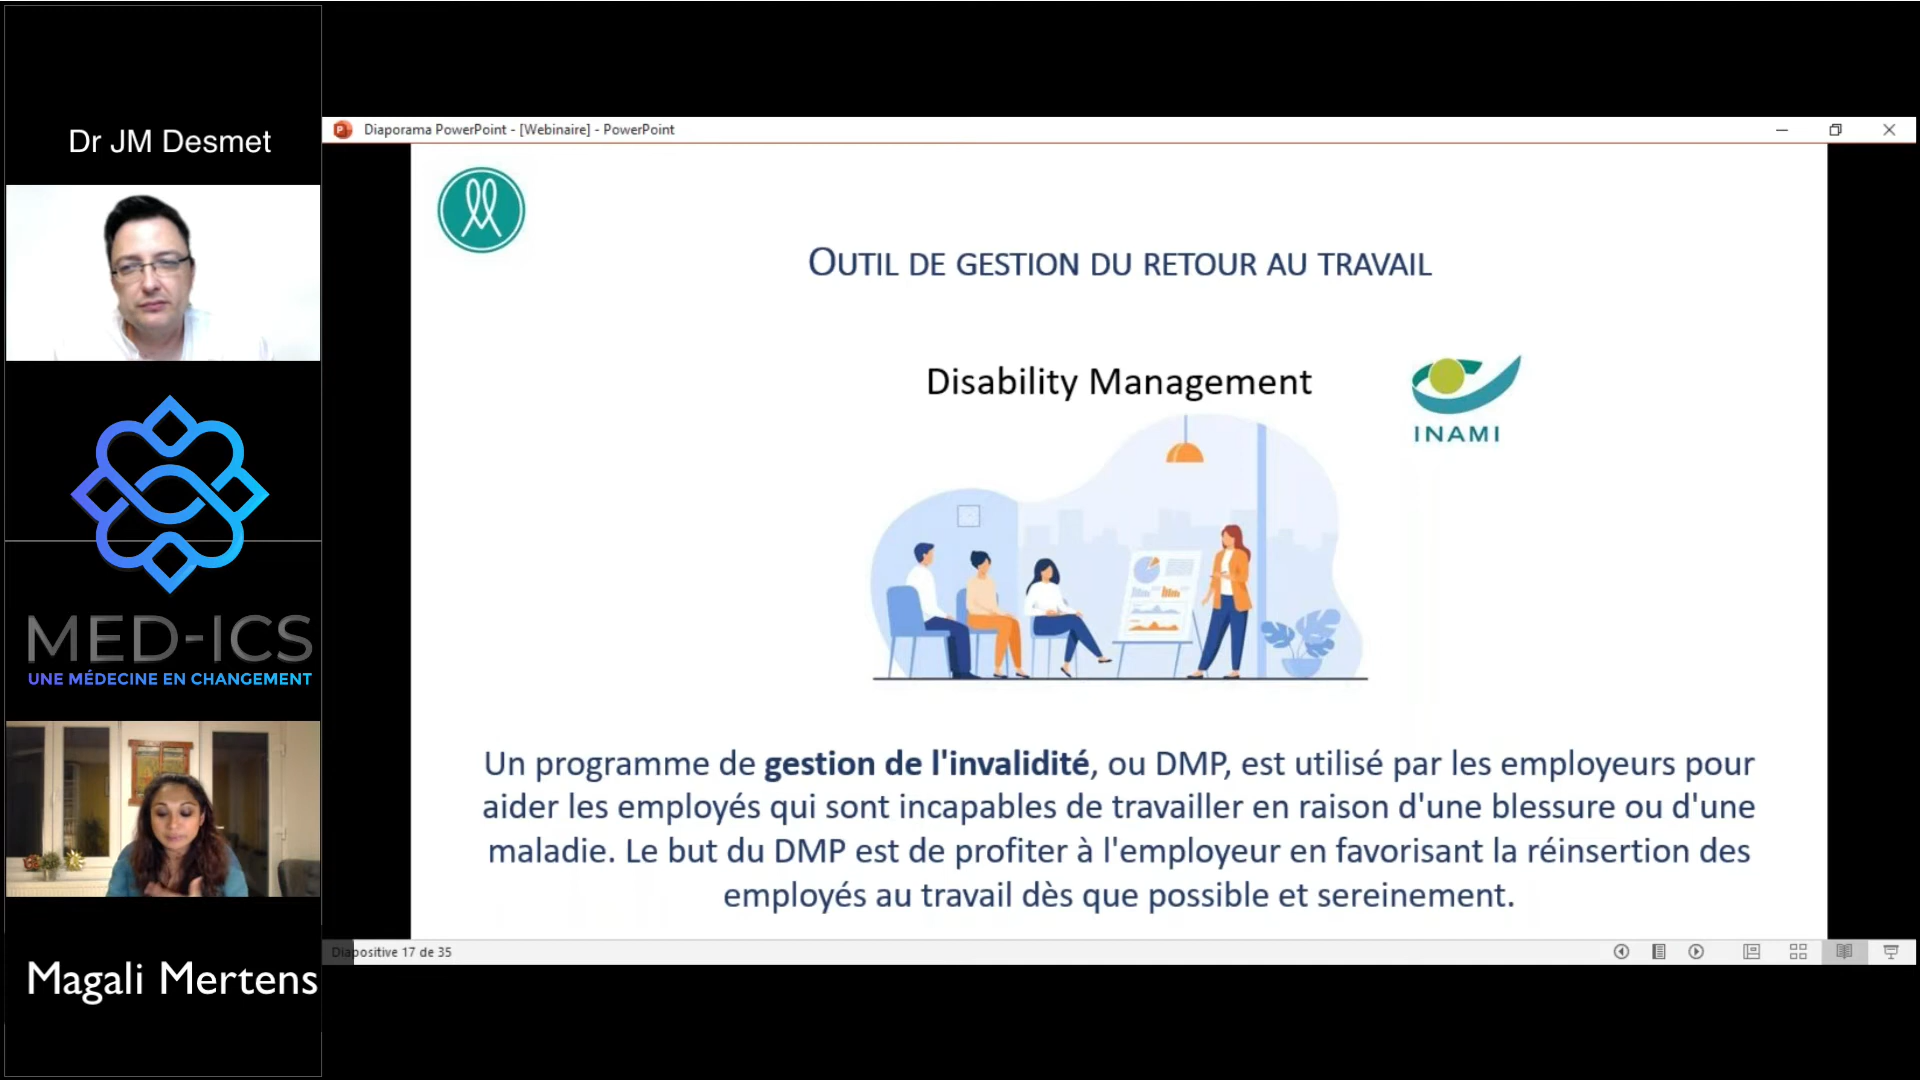 Dr JM Desmet
MED-ICS
UNE MÉDECINE EN CHANGEMENT
Magali Mertens
Diaporama PowerPoint - [Webinaire] - PowerPoint
OUTIL DE GESTION DU RETOUR AU TRAVAIL
Disability Management
INAMI
Un programme de gestion de l'invalidité, ou DMP, est utilisé par les employeurs pour
aider les employés qui sont incapables de travailler en raison d'une blessure ou d'une
maladie. Le but du DMP est de profiter à l'employeur en favorisant la réinsertion des
employés au travail dès que possible et sereinement.
Diapositive 17 de 35